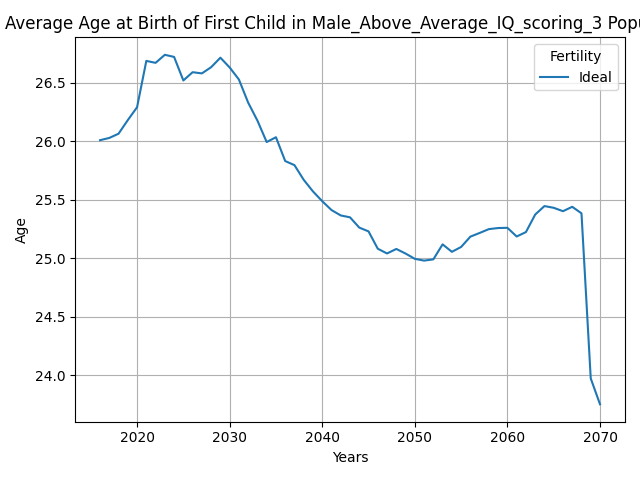 Average Age at Birth of First Child in Male_Above_Average_IQ_scoring_3
Fertility
Ideal
26.5
26.0
25.5
25.0
24.5
24.0
Age
2020 2030 2040 2050 2060 2070
Years